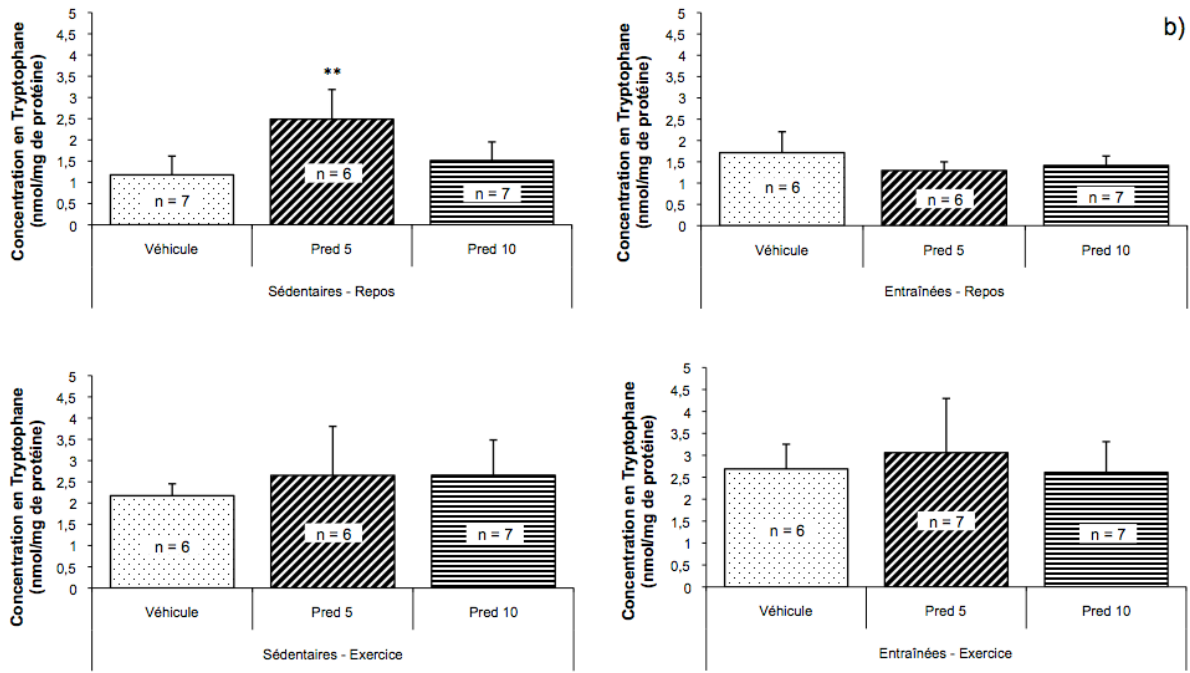 b)
Concentration en Tryptophane
(nmol/mg de protéine)
5
4,5
4
3,5
3
2,5
2
1,5
1
0,5
0
**
n = 7
n = 6
n = 7
Véhicule Pred 5 Pred 10
Sédentaires - Repos
Concentration en Tryptophane
(nmol/mg de protéine)
5
4,5
4
3,5
3
2,5
2
1,5
1
0,5
0
n = 6
n = 6
n = 7
Véhicule Pred 5 Pred 10
Entraînées - Repos
Concentration en Tryptophane
(nmol/mg de protéine)
5
4,5
4
3,5
3
2,5
2
1,5
1
0,5
0
n = 6
n = 6
n = 7
Véhicule Pred 5 Pred 10
Sédentaires - Exercice
Concentration en Tryptophane
(nmol/mg de protéine)
5
4,5
4
3,5
3
2,5
2
1,5
1
0,5
0
n = 6
n = 7
n = 7
Véhicule Pred 5 Pred 10
Entraînées - Exercice